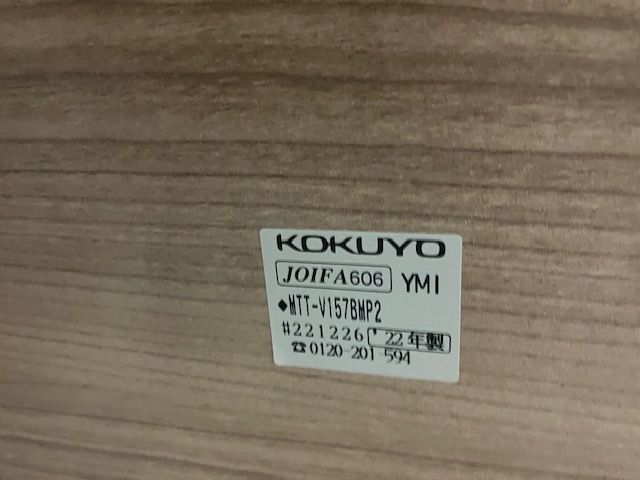 KOKUYO
JOIFA606 YMI
◆MTT-V157BMP2
#221226 '22年製
☎0120-201-594